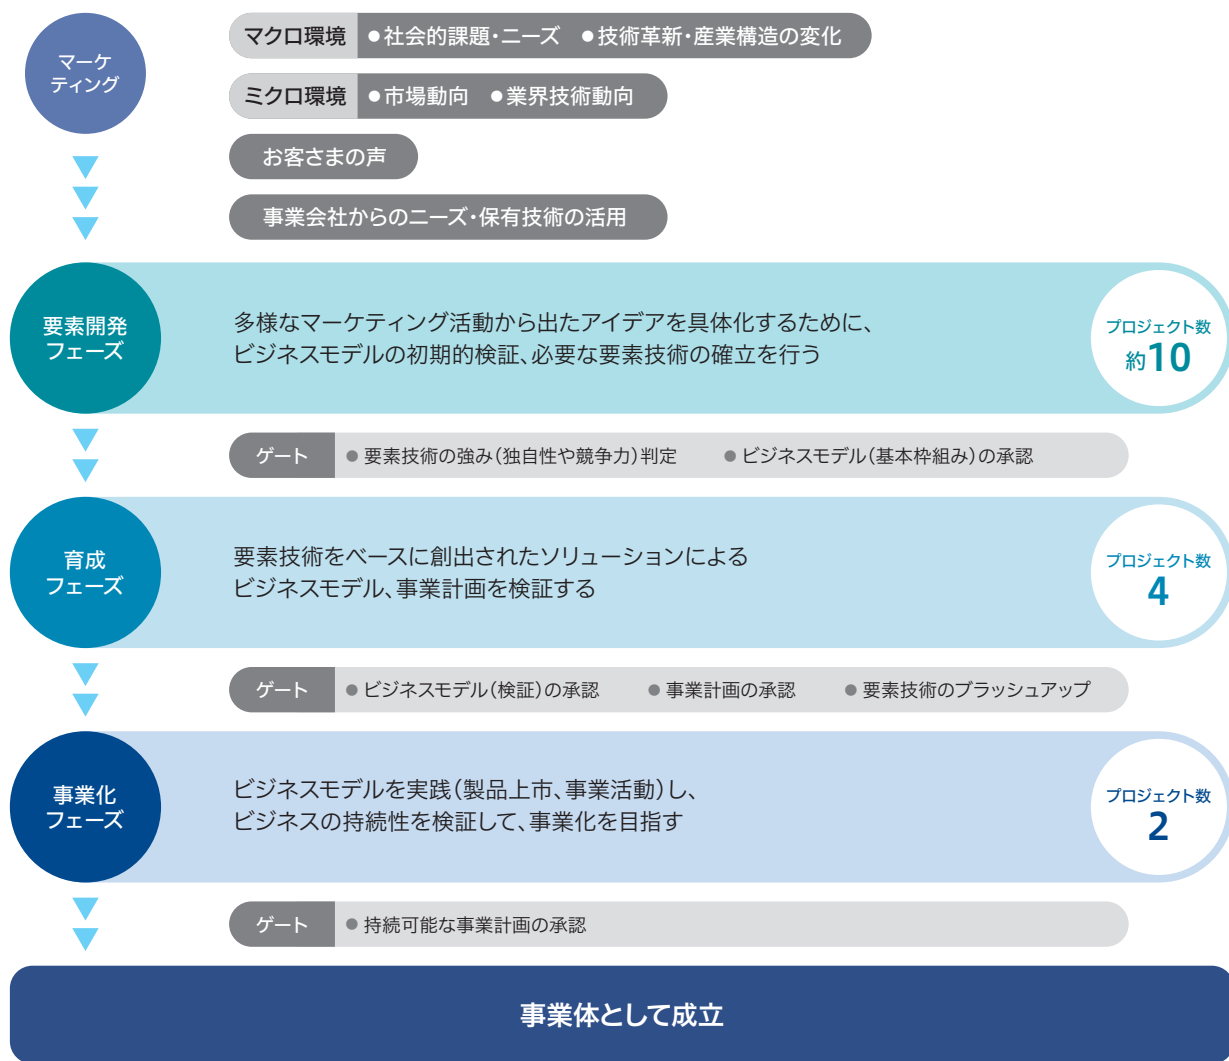 マーケ
ティング
マクロ環境 ●社会的課題・ニーズ ●技術革新・産業構造の変化
ミクロ環境 ●市場動向 ●業界技術動向
お客さまの声
事業会社からのニーズ・保有技術の活用
要素開発
フェーズ
多様なマーケティング活動から出たアイデアを具体化するために、
ビジネスモデルの初期的検証、必要な要素技術の確立を行う
プロジェクト数
約10
ゲート ●要素技術の強み（独自性や競争力）判定 ●ビジネスモデル（基本枠組み）の承認
育成
フェーズ
要素技術をベースに創出されたソリューションによる
ビジネスモデル、事業計画を検証する
プロジェクト数
4
ゲート ●ビジネスモデル（検証）の承認 ●事業計画の承認 ●要素技術のブラッシュアップ
事業化
フェーズ
ビジネスモデルを実践（製品上市、事業活動）し、
ビジネスの持続性を検証して、事業化を目指す
プロジェクト数
2
ゲート ●持続可能な事業計画の承認
事業体として成立